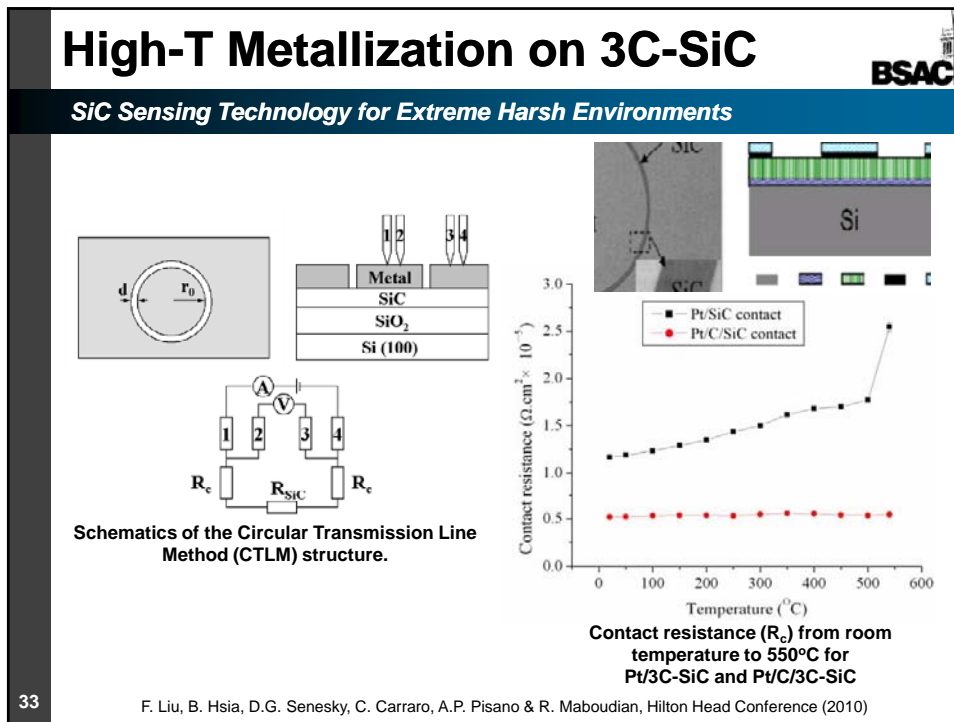 High-T Metallization on 3C-SiC
BSAC
SiC Sensing Technology for Extreme Harsh Environments
SiC
Si
SiC
d
r0
1 2 3 4
Metal
SiC
SiO2
Si (100)
A
V
1 2 3 4
Rc RSiC Rc
Schematics of the Circular Transmission Line
Method (CTLM) structure.
Pt/SiC contact
Pt/C/SiC contact
Contact resistance (Ω.cm² × 10⁻⁵)
3.0
2.5
2.0
1.5
1.0
0.5
0.0
0 100 200 300 400 500 600
Temperature (°C)
Contact resistance (Rc) from room
temperature to 550°C for
Pt/3C-SiC and Pt/C/3C-SiC
33
F. Liu, B. Hsia, D.G. Senesky, C. Carraro, A.P. Pisano & R. Maboudian, Hilton Head Conference (2010)